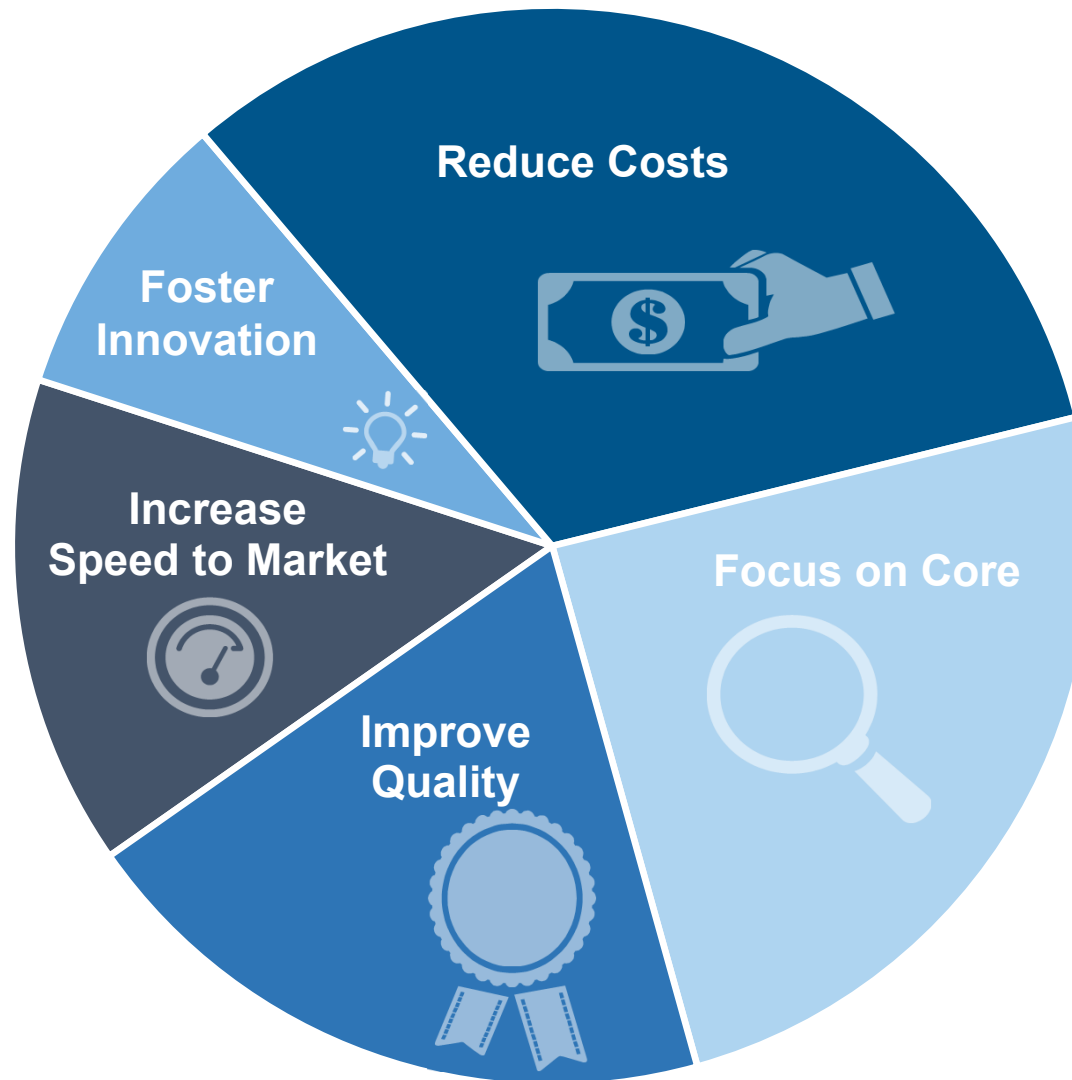 Reduce Costs
$
Foster
Innovation
Increase
Speed to Market
Focus on Core
Improve
Quality